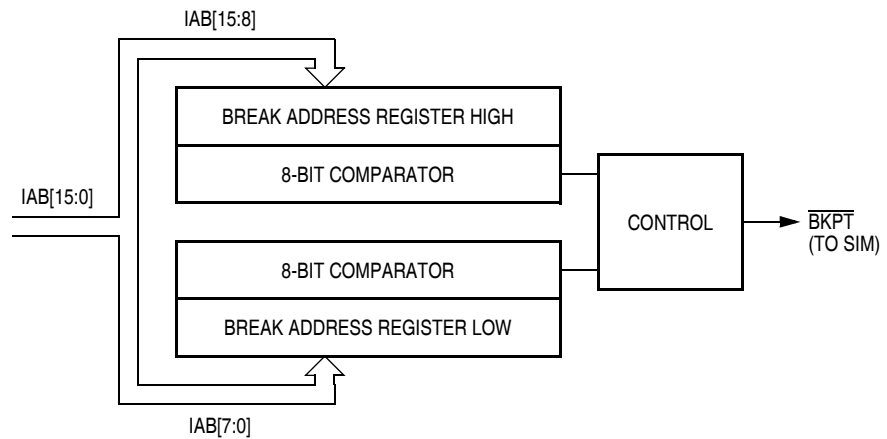 IAB[15:8]
BREAK ADDRESS REGISTER HIGH
8-BIT COMPARATOR
IAB[15:0]
CONTROL
BKPT
(TO SIM)
8-BIT COMPARATOR
BREAK ADDRESS REGISTER LOW
IAB[7:0]